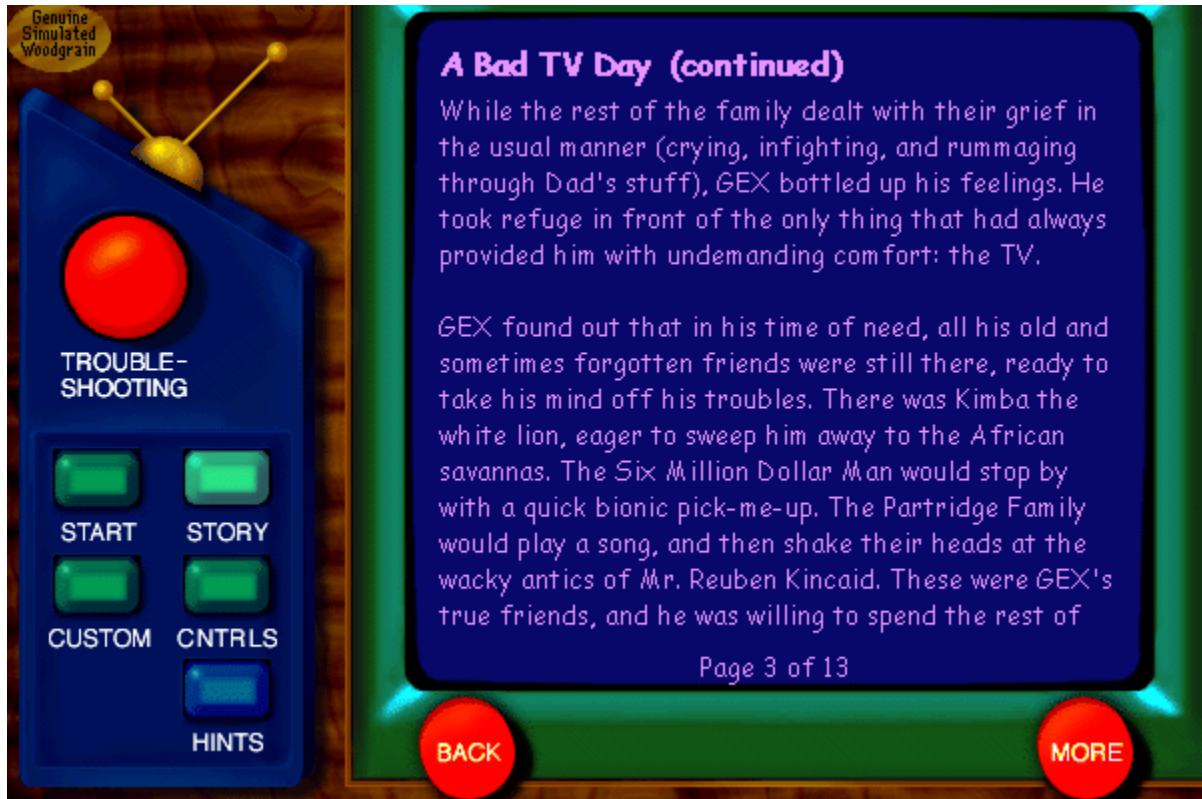 Genuine
Simulated
Woodgrain
TROUBLE-
SHOOTING
START
STORY
CUSTOM
CNTRLS
HINTS
A Bad TV Day (continued)
While the rest of the family dealt with their grief in
the usual manner (crying, infighting, and rummaging
through Dad's stuff), GEX bottled up his feelings. He
took refuge in front of the only thing that had always
provided him with undemanding comfort: the TV.
GEX found out that in his time of need, all his old and
sometimes forgotten friends were still there, ready to
take his mind off his troubles. There was Kimba the
white lion, eager to sweep him away to the African
savannas. The Six Million Dollar Man would stop by
with a quick bionic pick-me-up. The Partridge Family
would play a song, and then shake their heads at the
wacky antics of Mr. Reuben Kincaid. These were GEX's
true friends, and he was willing to spend the rest of
Page 3 of 13
BACK
MORE